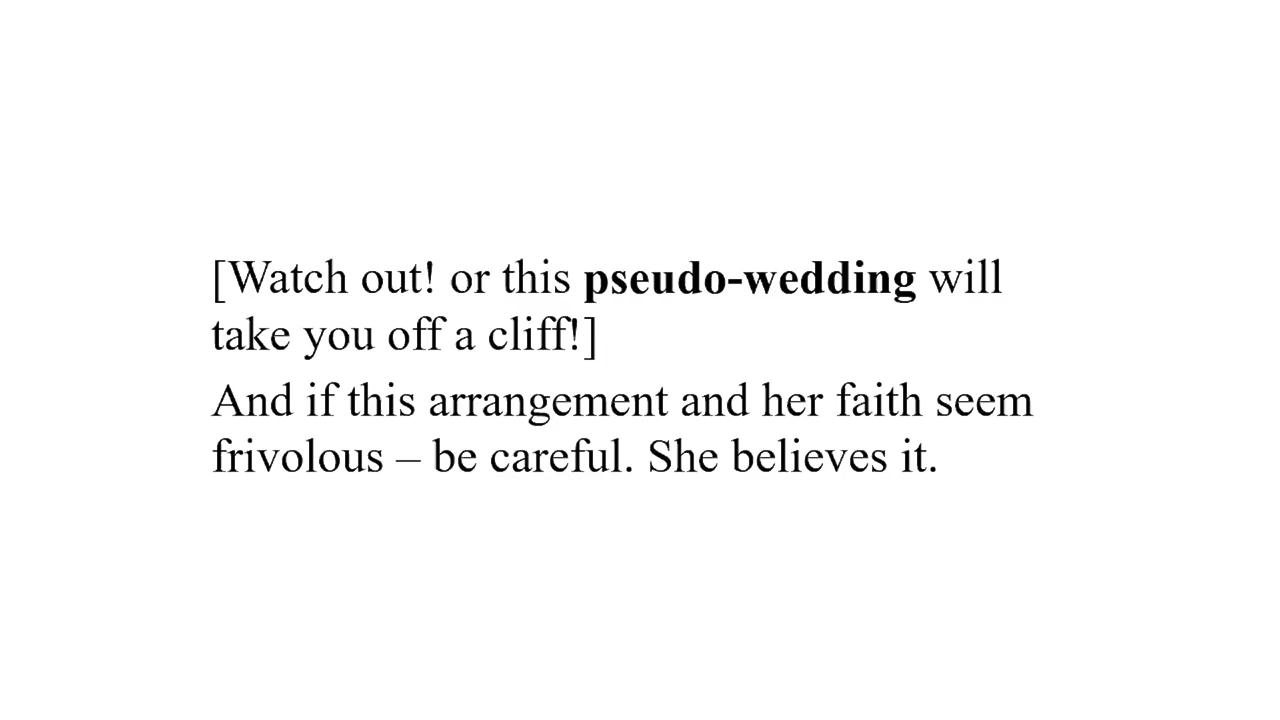 [Watch out! or this pseudo-wedding will
take you off a cliff!]
And if this arrangement and her faith seem
frivolous – be careful. She believes it.